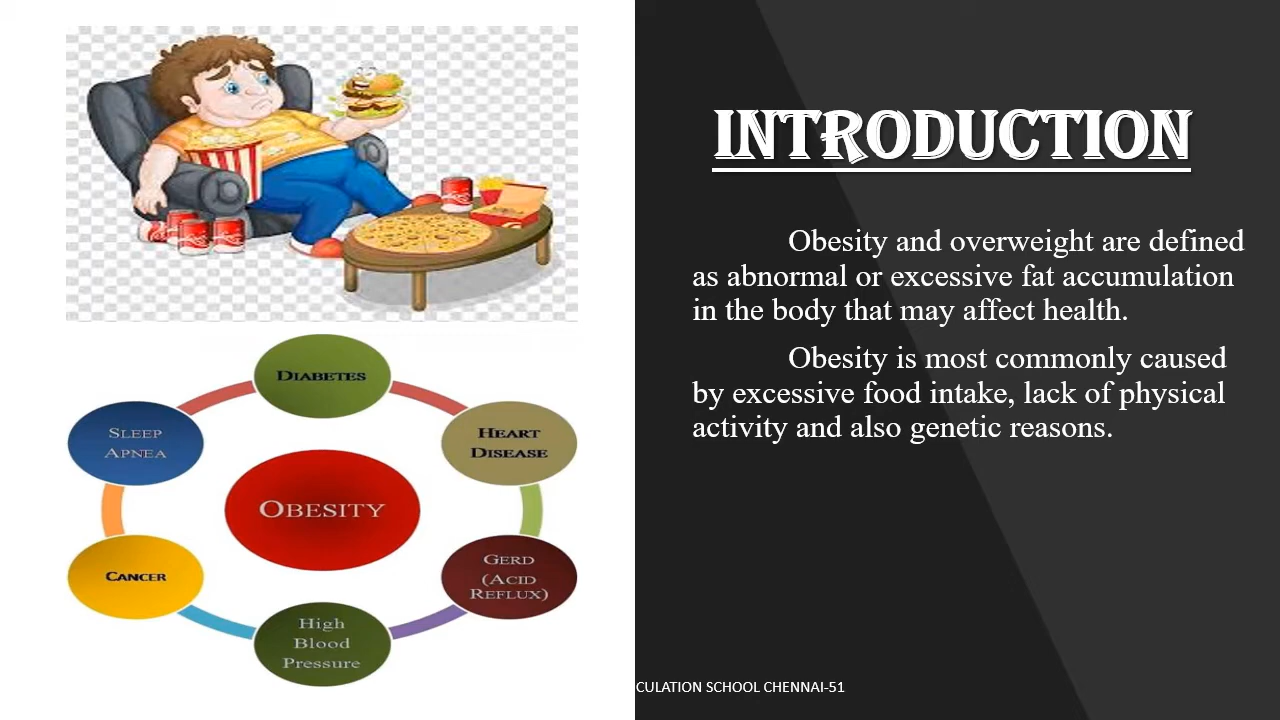 INTRODUCTION
Obesity and overweight are defined
as abnormal or excessive fat accumulation
in the body that may affect health.
Obesity is most commonly caused
by excessive food intake, lack of physical
activity and also genetic reasons.
DIABETES
HEART
DISEASE
GERD
(ACID
REFLUX)
High
Blood
Pressure
CANCER
SLEEP
APNEA
OBESITY
CULATION SCHOOL CHENNAI-51